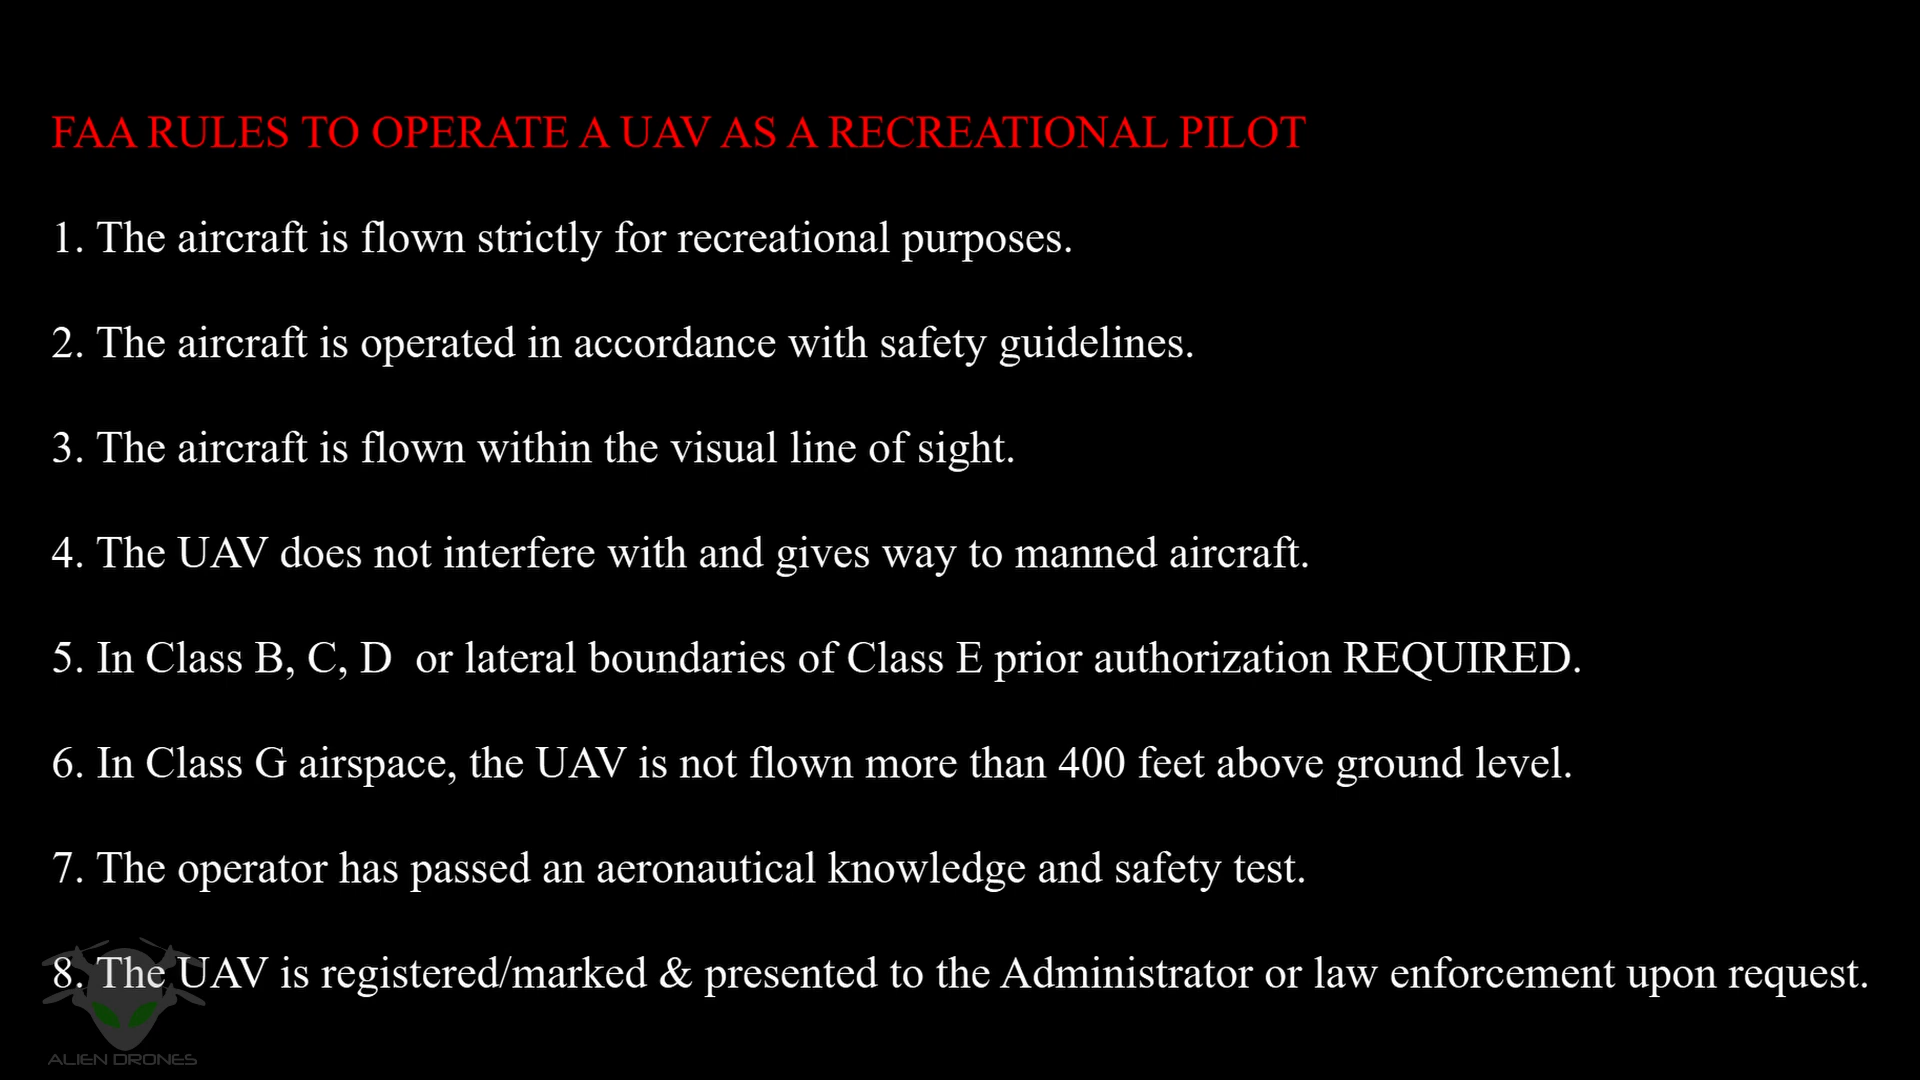 FAA RULES TO OPERATE A UAV AS A RECREATIONAL PILOT
1. The aircraft is flown strictly for recreational purposes.
2. The aircraft is operated in accordance with safety guidelines.
3. The aircraft is flown within the visual line of sight.
4. The UAV does not interfere with and gives way to manned aircraft.
5. In Class B, C, D  or lateral boundaries of Class E prior authorization REQUIRED.
6. In Class G airspace, the UAV is not flown more than 400 feet above ground level.
7. The operator has passed an aeronautical knowledge and safety test.
8. The UAV is registered/marked & presented to the Administrator or law enforcement upon request.
ALIEN DRONES